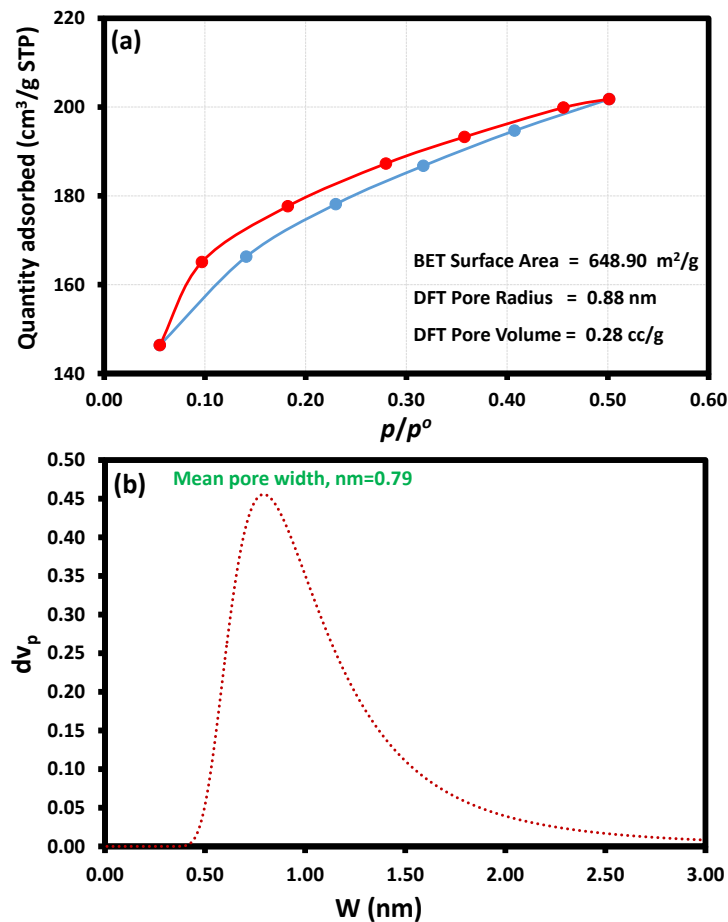 (a)
Quantity adsorbed (cm³/g STP)
220
200
180
160
140
BET Surface Area = 648.90 m²/g
DFT Pore Radius = 0.88 nm
DFT Pore Volume = 0.28 cc/g
0.00 0.10 0.20 0.30 0.40 0.50 0.60
p/pᵒ
(b)
Mean pore width, nm=0.79
dvₚ
0.50
0.45
0.40
0.35
0.30
0.25
0.20
0.15
0.10
0.05
0.00
0.00 0.50 1.00 1.50 2.00 2.50 3.00
W (nm)